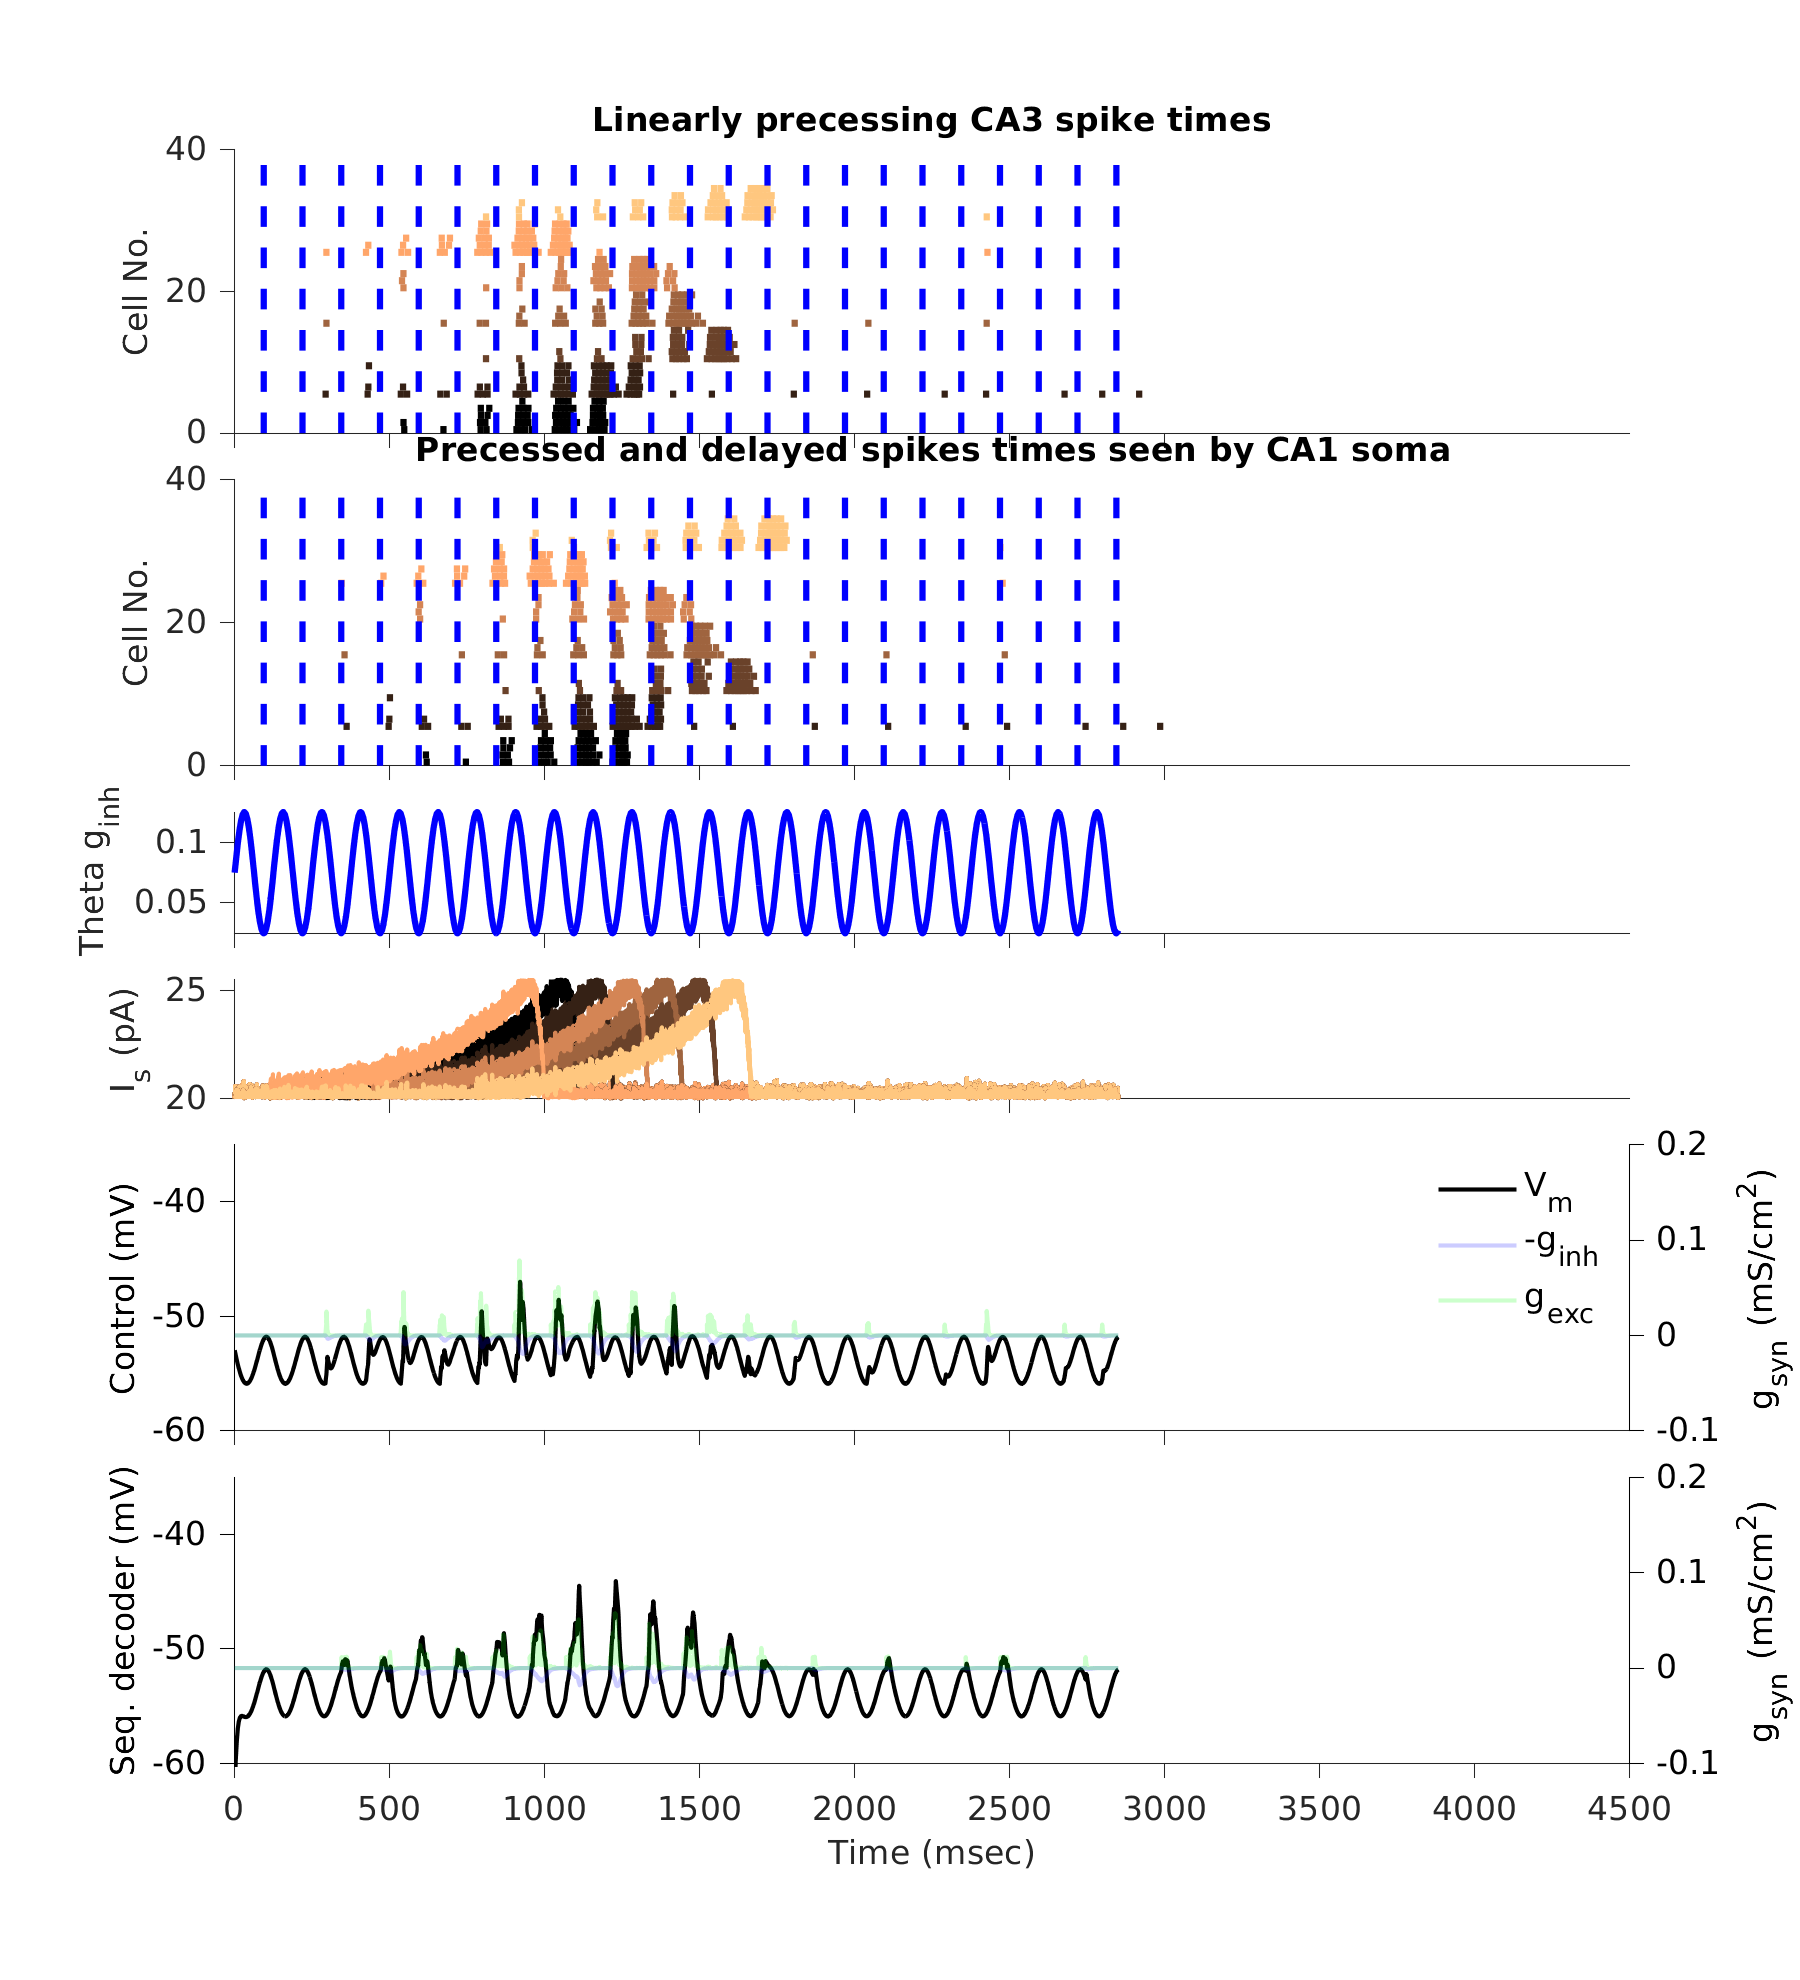 Linearly precessing CA3 spike times
40
20
0
Cell No.
Precessed and delayed spikes times seen by CA1 soma
40
20
0
Cell No.
0.1
0.05
Theta g_inh
25
20
I_s (pA)
-40
-50
-60
Control (mV)
V_m
-g_inh
g_exc
0.2
0.1
0
-0.1
g_syn (mS/cm^2)
-40
-50
-60
Seq. decoder (mV)
0.2
0.1
0
-0.1
g_syn (mS/cm^2)
0 500 1000 1500 2000 2500 3000 3500 4000 4500
Time (msec)